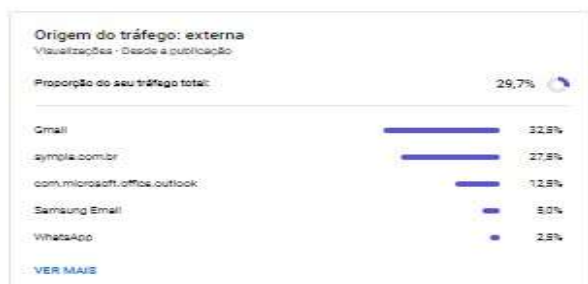 Origem do tráfego: externa
Visualizações · Desde a publicação
Proporção do seu tráfego total: 29,7%
Gmail 32,5%
sympla.com.br 27,5%
com.microsoft.office.outlook 12,5%
Samsung Email 5,0%
WhatsApp 2,5%
VER MAIS